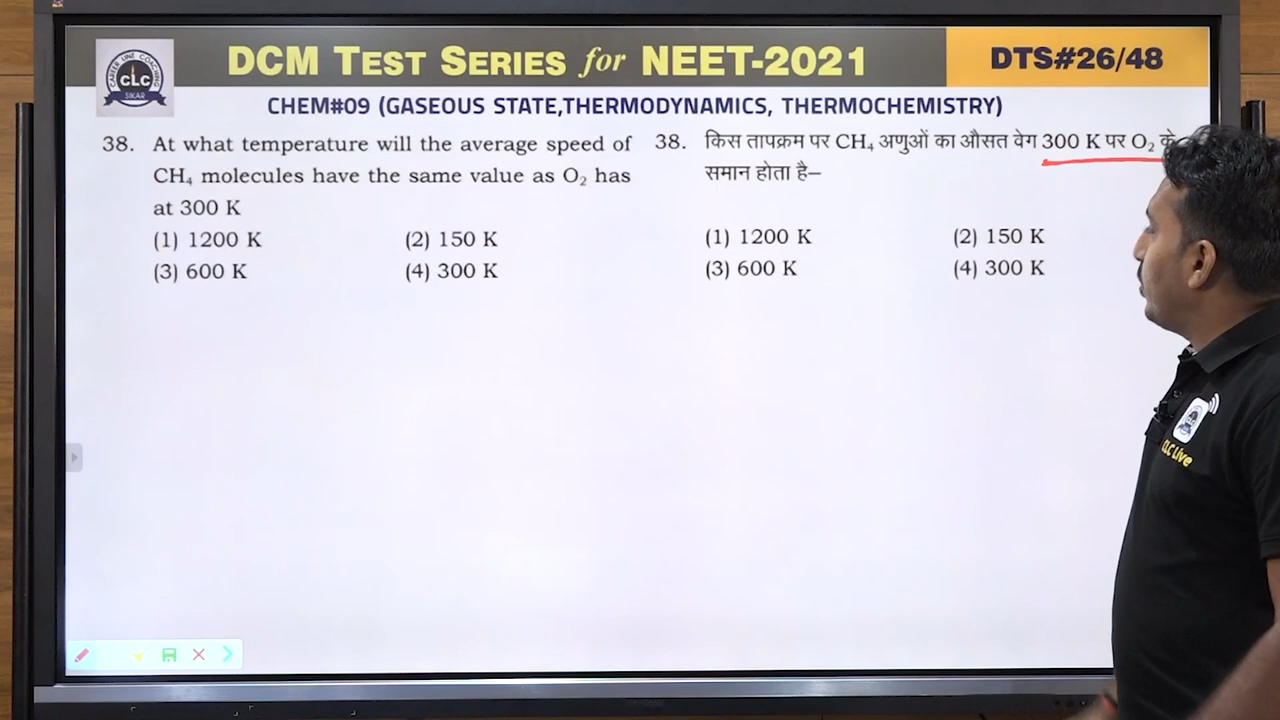 DCM TEST SERIES for NEET-2021
DTS#26/48
CAREER LINE COACHING
CLC
SIKAR
CHEM#09 (GASEOUS STATE,THERMODYNAMICS, THERMOCHEMISTRY)
38. At what temperature will the average speed of
CH₄ molecules have the same value as O₂ has
at 300 K
(1) 1200 K (2) 150 K
(3) 600 K (4) 300 K
38. किस तापक्रम पर CH₄ अणुओं का औसत वेग 300 K पर O₂ के
समान होता है–
(1) 1200 K (2) 150 K
(3) 600 K (4) 300 K
CLC Live